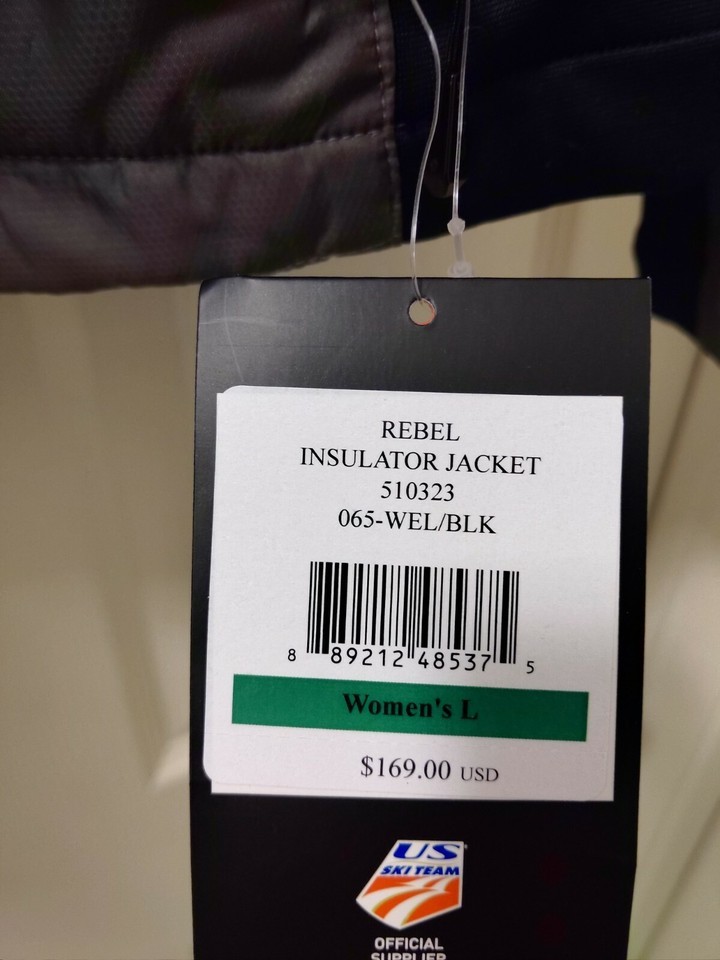 REBEL
INSULATOR JACKET
510323
065-WEL/BLK
8 89212 48537 5
Women's L
$169.00 USD
US
SKI TEAM
OFFICIAL
SUPPLIER